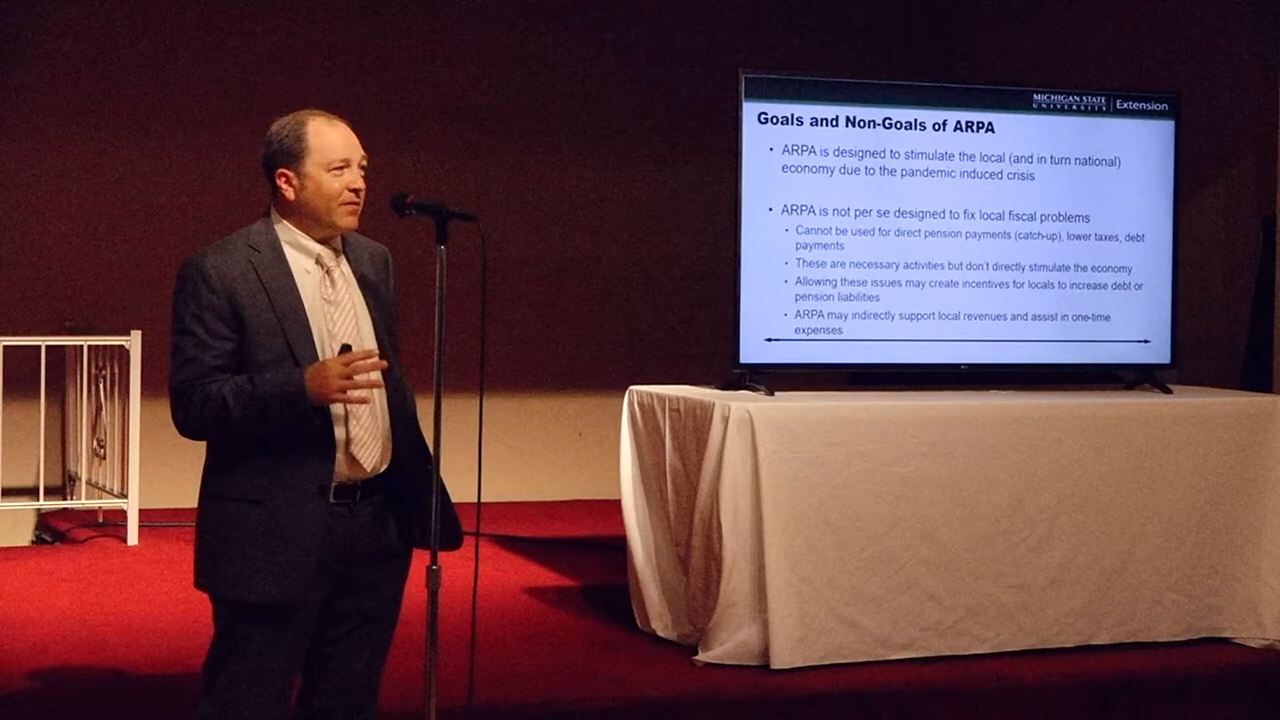 MICHIGAN STATE
UNIVERSITY
Extension
Goals and Non-Goals of ARPA
• ARPA is designed to stimulate the local (and in turn national)
economy due to the pandemic induced crisis
• ARPA is not per se designed to fix local fiscal problems
• Cannot be used for direct pension payments (catch-up), lower taxes, debt
payments
• These are necessary activities but don't directly stimulate the economy
• Allowing these issues may create incentives for locals to increase debt or
pension liabilities
• ARPA may indirectly support local revenues and assist in one-time
expenses